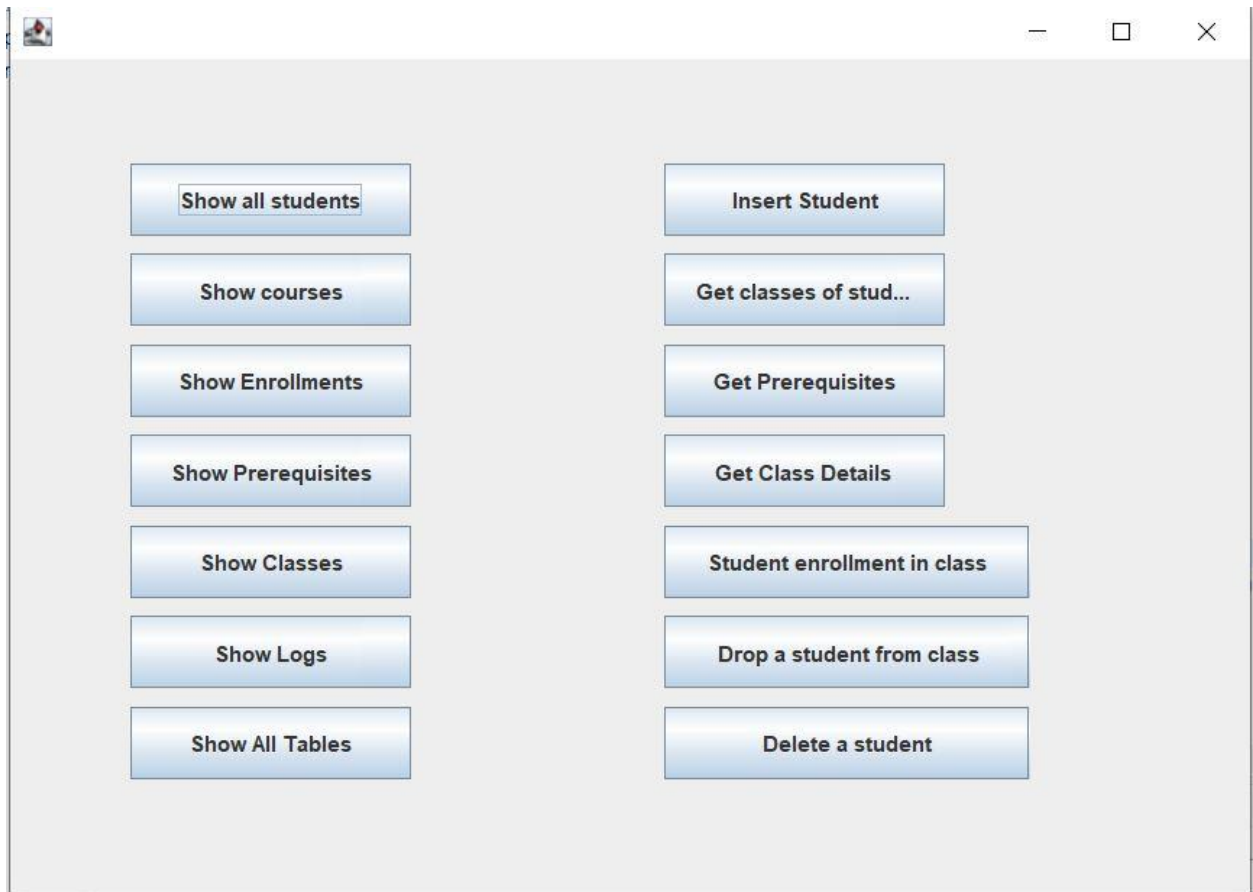 Show all students
Show courses
Show Enrollments
Show Prerequisites
Show Classes
Show Logs
Show All Tables
Insert Student
Get classes of stud...
Get Prerequisites
Get Class Details
Student enrollment in class
Drop a student from class
Delete a student